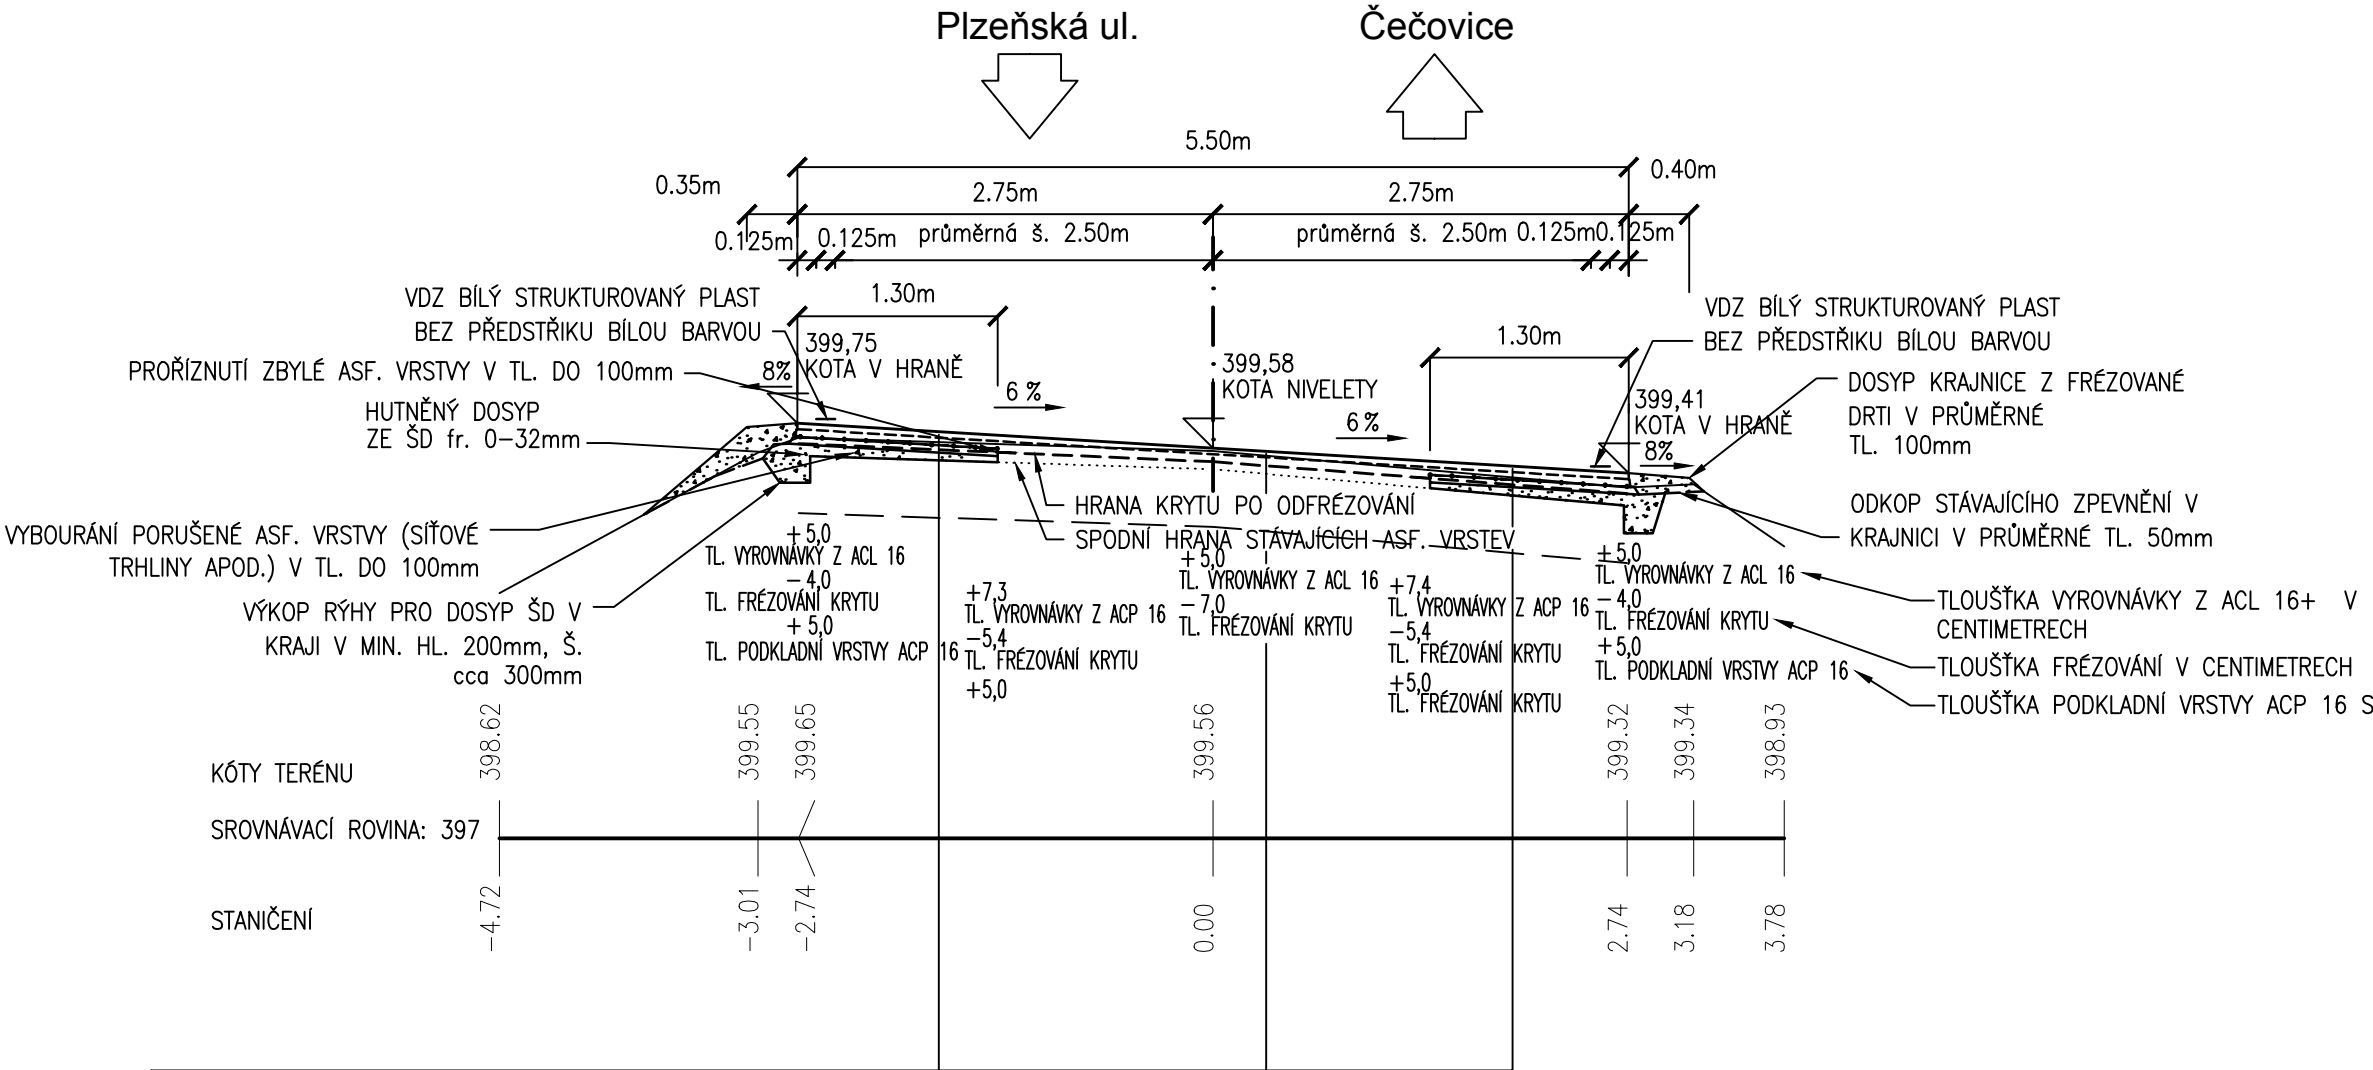 Plzeňská ul.
Čečovice
5.50m
0.35m
2.75m
2.75m
0.40m
0.125m
0.125m
průměrná š. 2.50m
průměrná š. 2.50m
0.125m
0.125m
VDZ BÍLÝ STRUKTUROVANÝ PLAST
BEZ PŘEDSTŘIKU BÍLOU BARVOU
1.30m
VDZ BÍLÝ STRUKTUROVANÝ PLAST
BEZ PŘEDSTŘIKU BÍLOU BARVOU
1.30m
PROŘÍZNUTÍ ZBYLÉ ASF. VRSTVY V TL. DO 100mm
8%
399,75
KOTA V HRANĚ
6 %
399,58
KOTA NIVELETY
6 %
399,41
KOTA V HRANĚ
8%
DOSYP KRAJNICE Z FRÉZOVANÉ
DRTI V PRŮMĚRNÉ
TL. 100mm
HUTNĚNÝ DOSYP
ZE ŠD fr. 0-32mm
HRANA KRYTU PO ODFRÉZOVÁNÍ
SPODNÍ HRANA STÁVAJÍCÍCH ASF. VRSTEV
ODKOP STÁVAJÍCÍHO ZPEVNĚNÍ V
KRAJNICI V PRŮMĚRNÉ TL. 50mm
VYBOURÁNÍ PORUŠENÉ ASF. VRSTVY (SÍŤOVÉ
TRHLINY APOD.) V TL. DO 100mm
VÝKOP RÝHY PRO DOSYP ŠD V
KRAJI V MIN. HL. 200mm, Š.
cca 300mm
+5,0
TL. VYROVNÁVKY Z ACL 16
-4,0
TL. FRÉZOVÁNÍ KRYTU
+5,0
TL. PODKLADNÍ VRSTVY ACP 16
+7,3
TL. VYROVNÁVKY Z ACP 16
-5,4
TL. FRÉZOVÁNÍ KRYTU
+5,0
+5,0
TL. VYROVNÁVKY Z ACL 16
-7,0
TL. FRÉZOVÁNÍ KRYTU
+7,4
TL. VYROVNÁVKY Z ACP 16
-5,4
TL. FRÉZOVÁNÍ KRYTU
+5,0
TL. FRÉZOVÁNÍ KRYTU
+5,0
TL. VYROVNÁVKY Z ACL 16
-4,0
TL. FRÉZOVÁNÍ KRYTU
+5,0
TL. PODKLADNÍ VRSTVY ACP 16
TLOUŠŤKA VYROVNÁVKY Z ACL 16+ V
CENTIMETRECH
TLOUŠŤKA FRÉZOVÁNÍ V CENTIMETRECH
TLOUŠŤKA PODKLADNÍ VRSTVY ACP 16 S
KÓTY TERÉNU
398.62
399.55
399.65
399.56
399.32
399.34
398.93
SROVNÁVACÍ ROVINA: 397
STANIČENÍ
-4.72
-3.01
-2.74
0.00
2.74
3.18
3.78